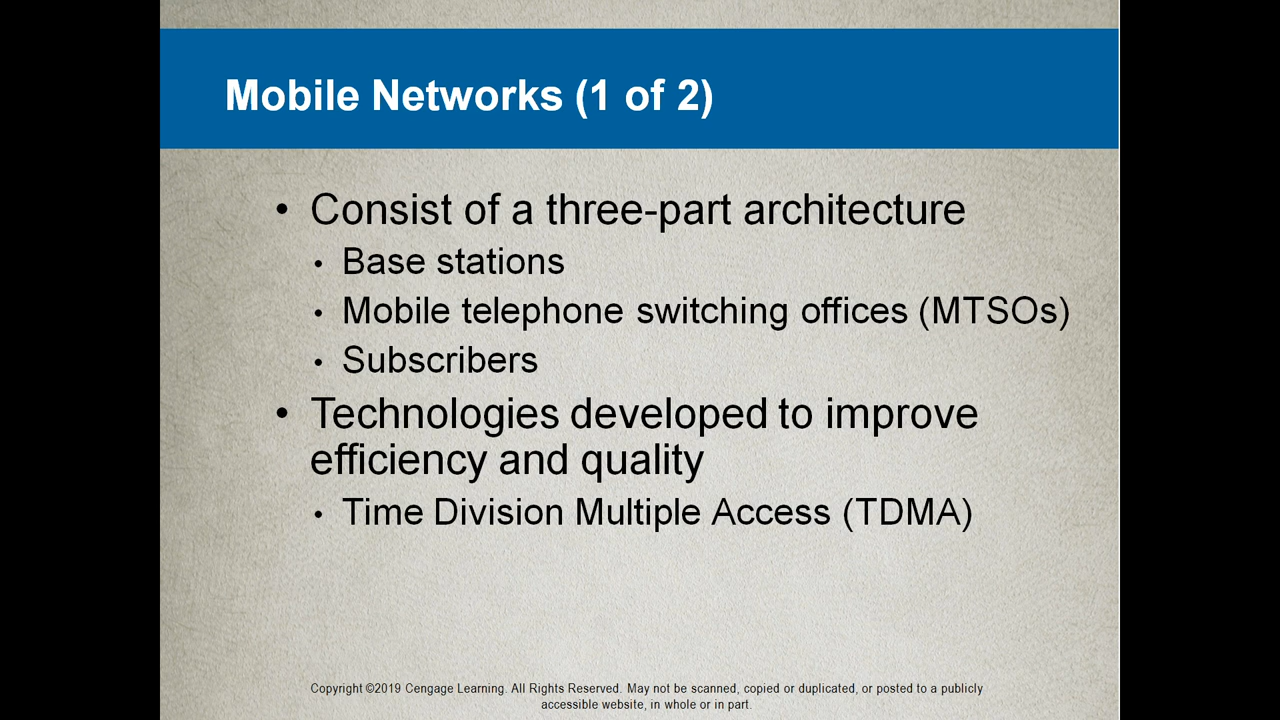 Mobile Networks (1 of 2)
• Consist of a three-part architecture
• Base stations
• Mobile telephone switching offices (MTSOs)
• Subscribers
• Technologies developed to improve
efficiency and quality
• Time Division Multiple Access (TDMA)
Copyright ©2019 Cengage Learning. All Rights Reserved. May not be scanned, copied or duplicated, or posted to a publicly
accessible website, in whole or in part.